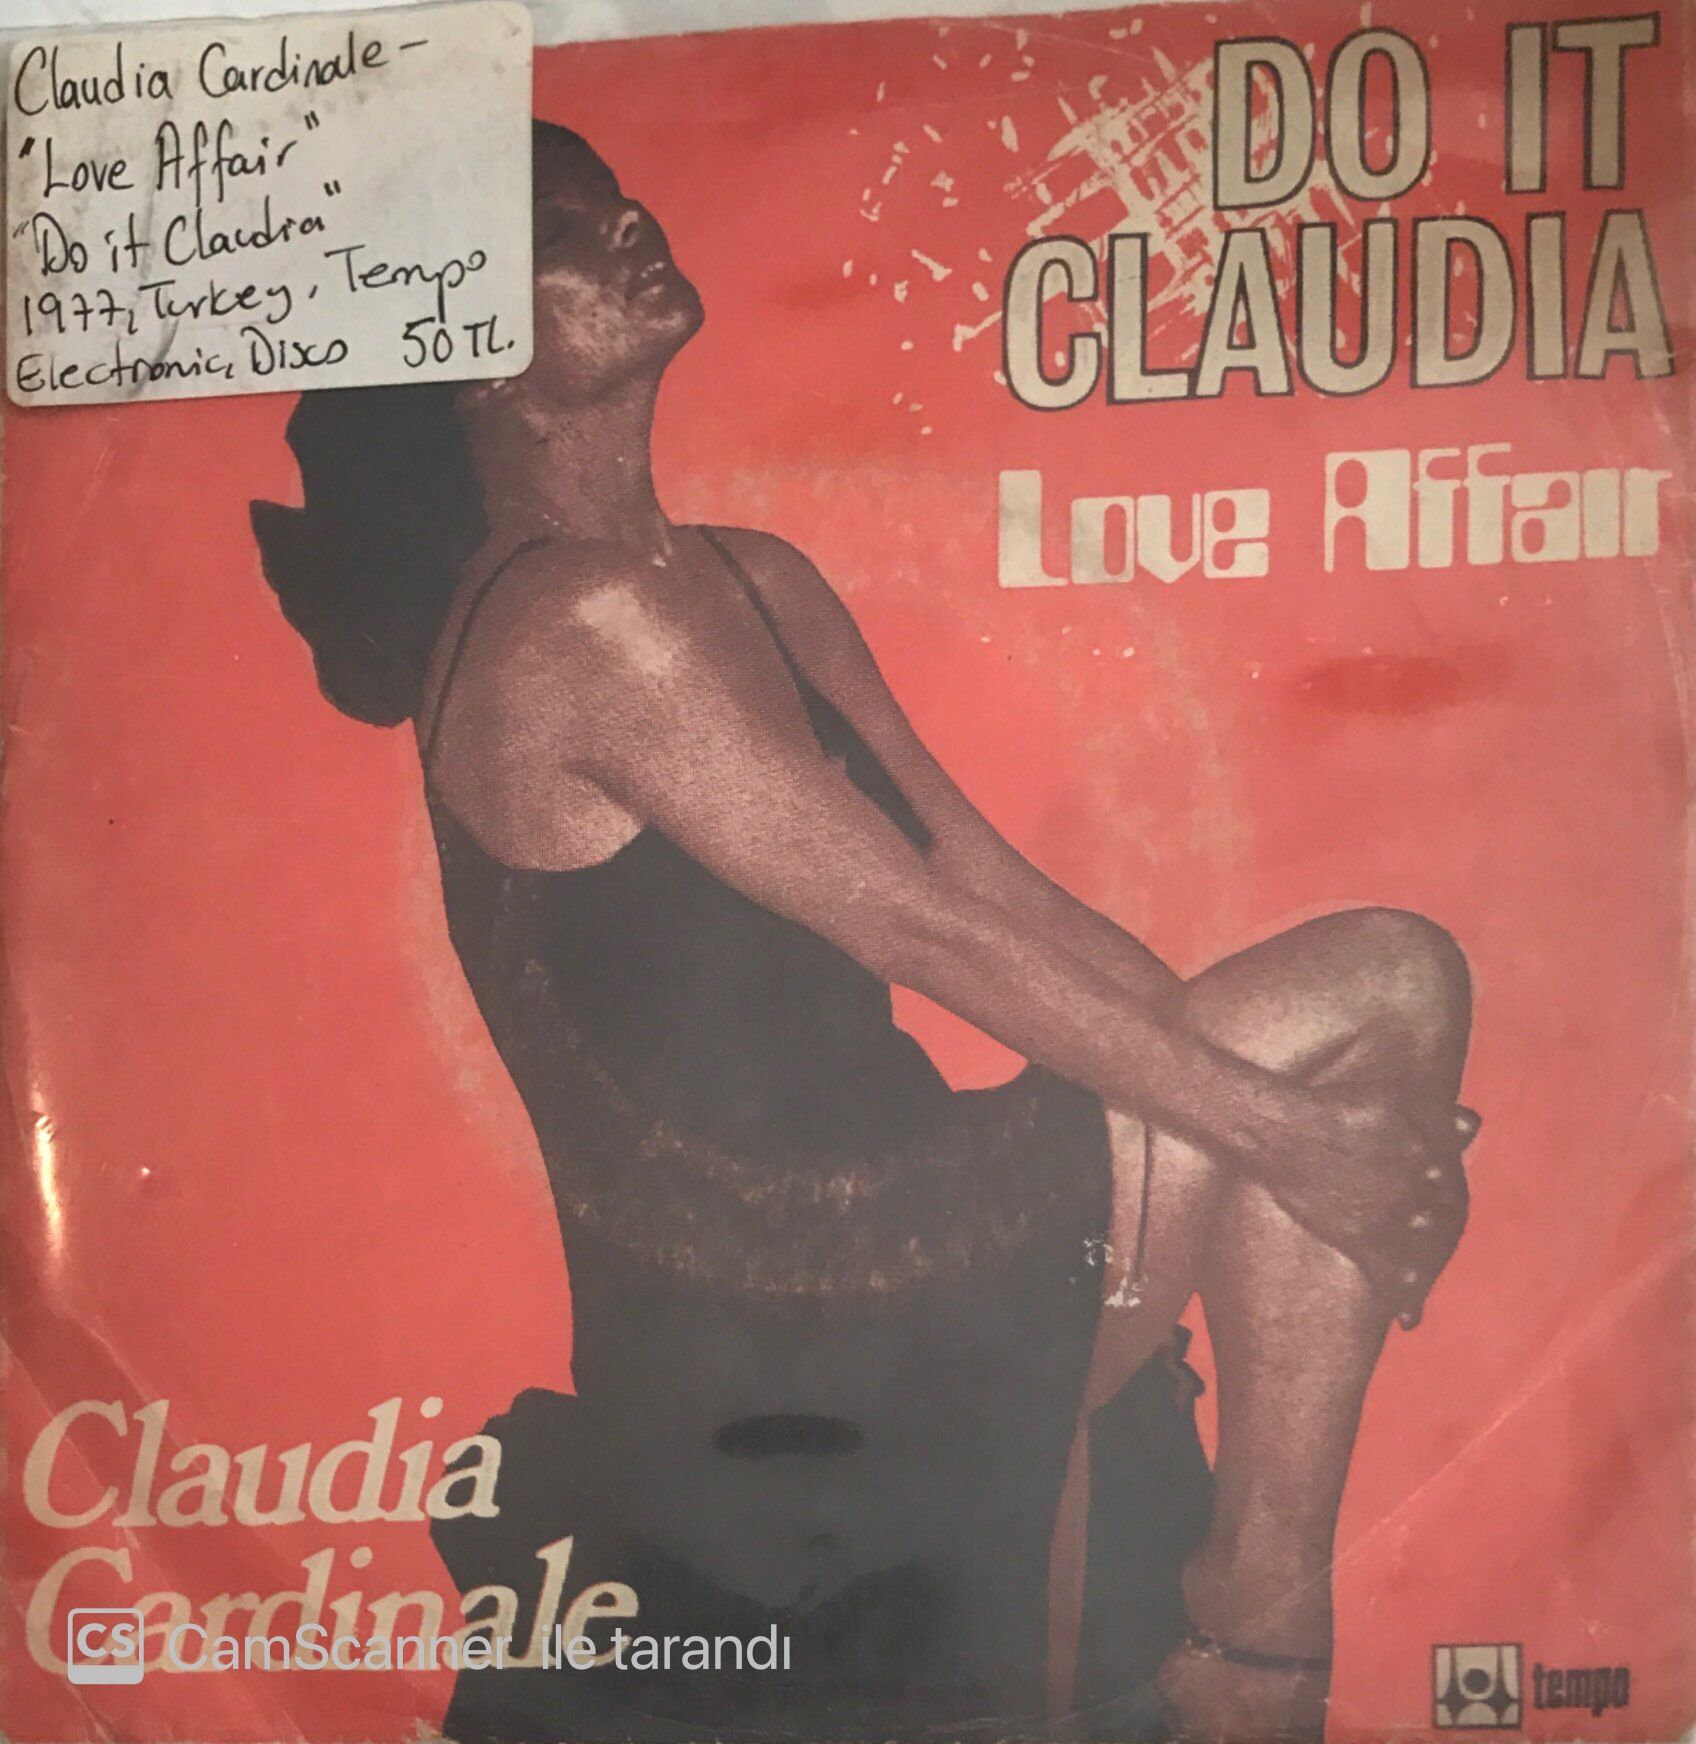 Claudia Cardinale -
"Love Affair"
"Do it Claudia"
1977, Turkey, Tempo
Electronic, Disco 50 TL.
DO IT
CLAUDIA
Love Affair
Claudia
Cardinale
CS CamScanner ile tarandı
tempo